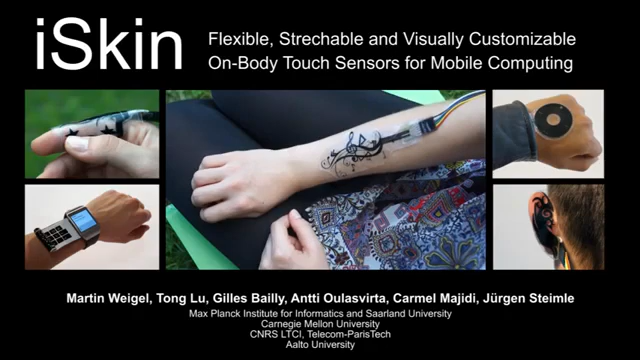 iSkin
Flexible, Strechable and Visually Customizable
On-Body Touch Sensors for Mobile Computing
Martin Weigel, Tong Lu, Gilles Bailly, Antti Oulasvirta, Carmel Majidi, Jürgen Steimle
Max Planck Institute for Informatics and Saarland University
Carnegie Mellon University
CNRS LTCI, Telecom-ParisTech
Aalto University